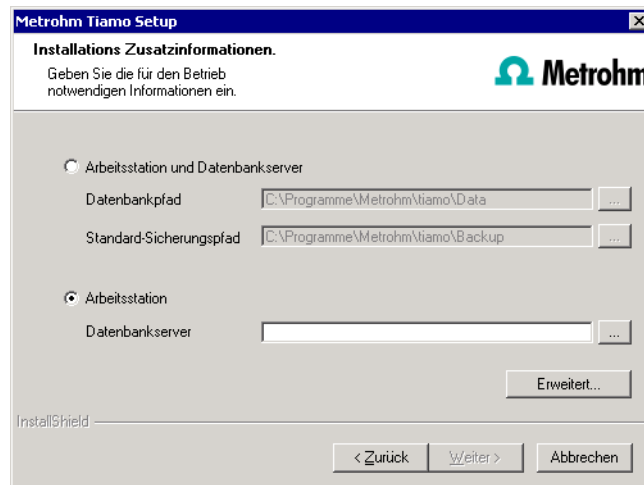 Metrohm Tiamo Setup
Installations Zusatzinformationen.
Geben Sie die für den Betrieb
notwendigen Informationen ein.
Metrohm
Arbeitsstation und Datenbankserver
Datenbankpfad C:\Programme\Metrohm\tiamo\Data ...
Standard-Sicherungspfad C:\Programme\Metrohm\tiamo\Backup ...
Arbeitsstation
Datenbankserver ...
Erweitert...
InstallShield
< Zurück Weiter > Abbrechen